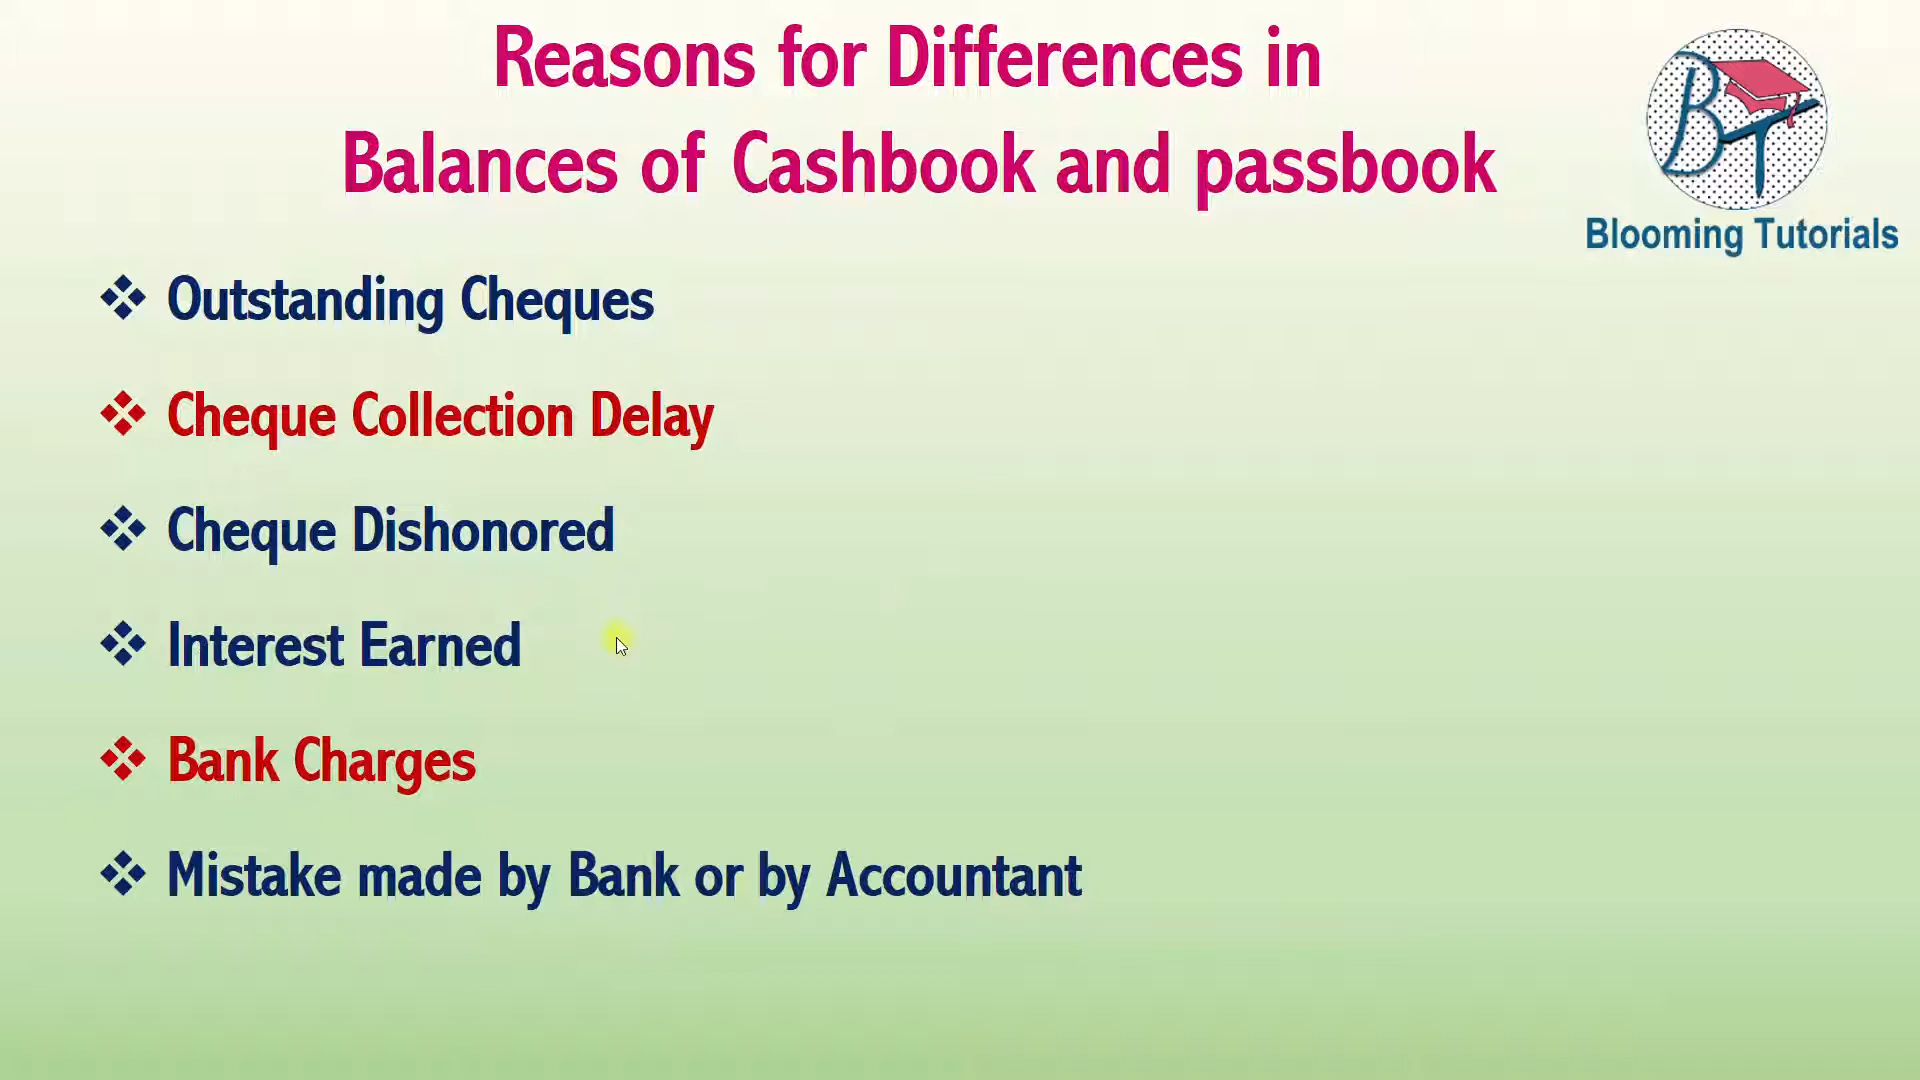 Reasons for Differences in
Balances of Cashbook and passbook
BT
Blooming Tutorials
❖ Outstanding Cheques
❖ Cheque Collection Delay
❖ Cheque Dishonored
❖ Interest Earned
❖ Bank Charges
❖ Mistake made by Bank or by Accountant